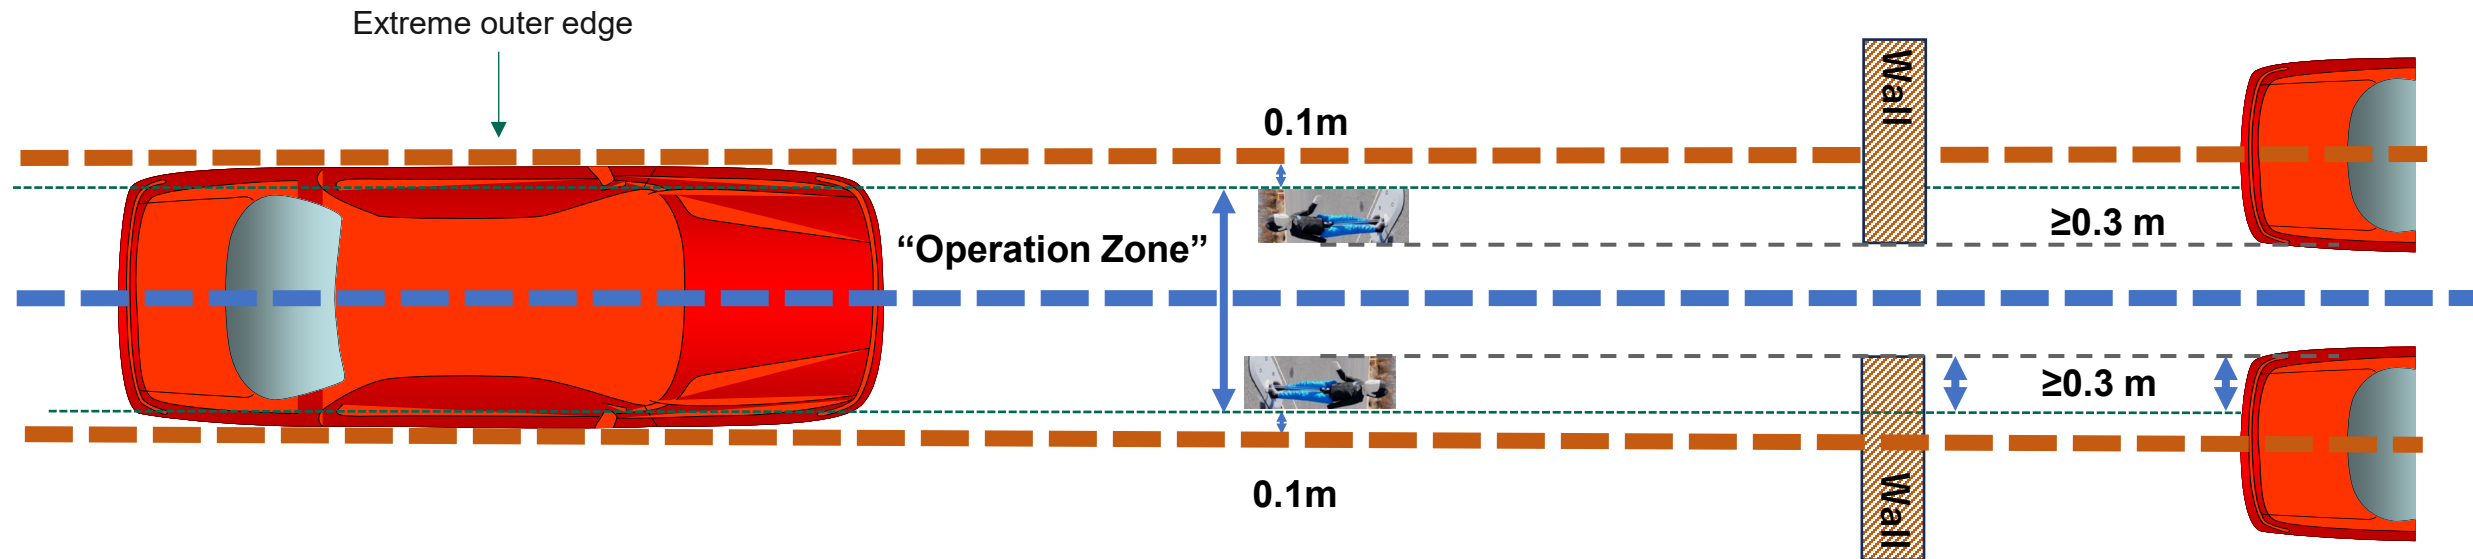 Extreme outer edge
0.1m
Wall
≥0.3 m
“Operation Zone”
≥0.3 m
0.1m
Wall